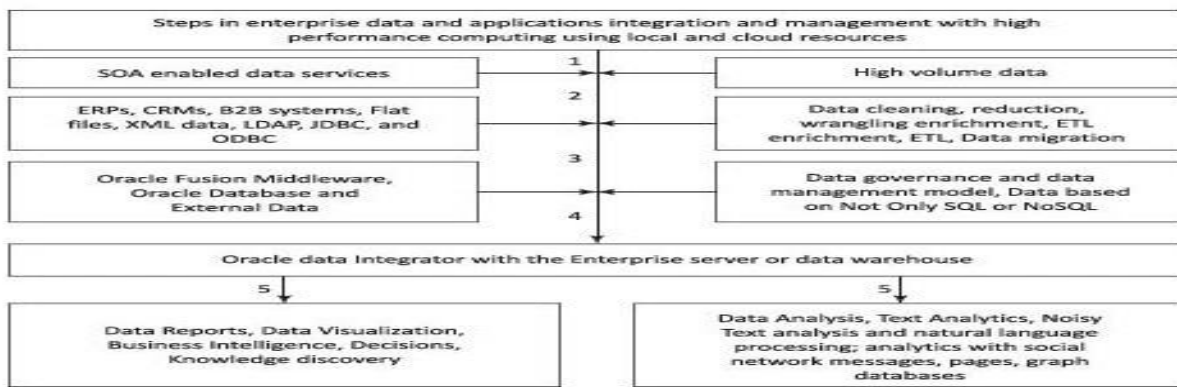 Steps in enterprise data and applications integration and management with high
performance computing using local and cloud resources
1
SOA enabled data services
High volume data
2
ERPs, CRMs, B2B systems, Flat
files, XML data, LDAP, JDBC, and
ODBC
Data cleaning, reduction,
wrangling enrichment, ETL
enrichment, ETL, Data migration
3
Oracle Fusion Middleware,
Oracle Database and
External Data
Data governance and data
management model, Data based
on Not Only SQL or NoSQL
4
Oracle data Integrator with the Enterprise server or data warehouse
5
5
Data Reports, Data Visualization,
Business Intelligence, Decisions,
Knowledge discovery
Data Analysis, Text Analytics, Noisy
Text analysis and natural language
processing; analytics with social
network messages, pages, graph
databases